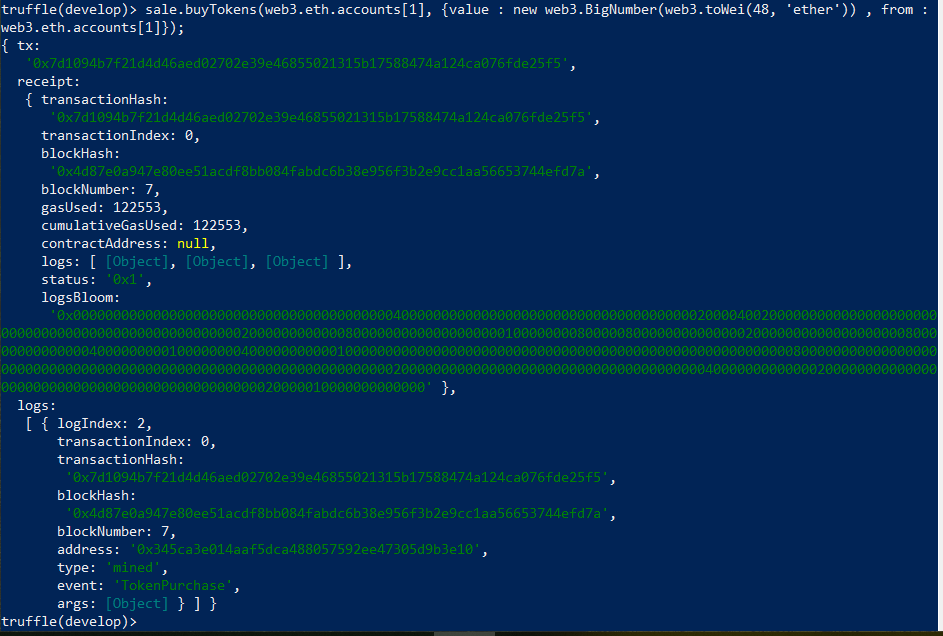 truffle(develop)> sale.buyTokens(web3.eth.accounts[1], {value : new web3.BigNumber(web3.toWei(48, 'ether')) , from :
web3.eth.accounts[1]});
{ tx:
'0x7d1094b7f21d4d46aed02702e39e46855021315b17588474a124ca076fde25f5',
receipt:
{ transactionHash:
'0x7d1094b7f21d4d46aed02702e39e46855021315b17588474a124ca076fde25f5',
transactionIndex: 0,
blockHash:
'0x4d87e0a947e80ee51acdf8bb084fabdc6b38e956f3b2e9cc1aa56653744efd7a',
blockNumber: 7,
gasUsed: 122553,
cumulativeGasUsed: 122553,
contractAddress: null,
logs: [ [Object], [Object], [Object] ],
status: '0x1',
logsBloom:
},
logs:
[ { logIndex: 2,
transactionIndex: 0,
transactionHash:
'0x7d1094b7f21d4d46aed02702e39e46855021315b17588474a124ca076fde25f5',
blockHash:
'0x4d87e0a947e80ee51acdf8bb084fabdc6b38e956f3b2e9cc1aa56653744efd7a',
blockNumber: 7,
address: '0x345ca3e014aaf5dca488057592ee47305d9b3e10',
type: 'mined',
event: 'TokenPurchase',
args: [Object] } ] }
truffle(develop)>